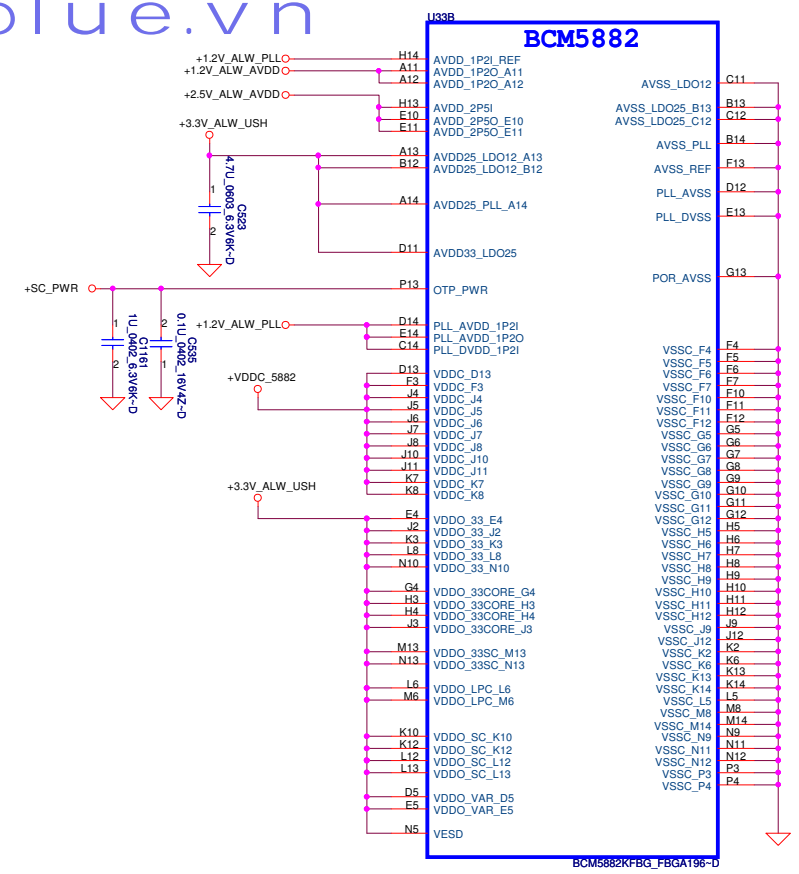 blue.vn
U33B
BCM5882
+1.2V_ALW_PLL H14 AVDD_1P2I_REF
+1.2V_ALW_AVDD A11 AVDD_1P2O_A11
A12 AVDD_1P2O_A12
AVSS_LDO12 C11
+2.5V_ALW_AVDD
H13 AVDD_2P5I
AVSS_LDO25_B13 B13
E10 AVDD_2P5O_E10
AVSS_LDO25_C12 C12
E11 AVDD_2P5O_E11
+3.3V_ALW_USH
AVSS_PLL B14
A13 AVDD25_LDO12_A13
B12 AVDD25_LDO12_B12
AVSS_REF F13
1
4.7U_0603_6.3V6K~D
C523
2
PLL_AVSS D12
A14 AVDD25_PLL_A14
PLL_DVSS E13
D11 AVDD33_LDO25
POR_AVSS G13
+SC_PWR P13 OTP_PWR
1
1U_0402_6.3V6K~D
C1161
2
2
0.1U_0402_16V4Z~D
C535
1
+1.2V_ALW_PLL D14 PLL_AVDD_1P2I
E14 PLL_AVDD_1P2O
C14 PLL_DVDD_1P2I
+VDDC_5882
D13 VDDC_D13
F3 VDDC_F3
J4 VDDC_J4
J5 VDDC_J5
J6 VDDC_J6
J7 VDDC_J7
J8 VDDC_J8
J10 VDDC_J10
J11 VDDC_J11
K7 VDDC_K7
K8 VDDC_K8
+3.3V_ALW_USH
E4 VDDO_33_E4
J2 VDDO_33_J2
K3 VDDO_33_K3
L8 VDDO_33_L8
N10 VDDO_33_N10
G4 VDDO_33CORE_G4
H3 VDDO_33CORE_H3
H4 VDDO_33CORE_H4
J3 VDDO_33CORE_J3
M13 VDDO_33SC_M13
N13 VDDO_33SC_N13
L6 VDDO_LPC_L6
M6 VDDO_LPC_M6
K10 VDDO_SC_K10
K12 VDDO_SC_K12
L12 VDDO_SC_L12
L13 VDDO_SC_L13
D5 VDDO_VAR_D5
E5 VDDO_VAR_E5
N5 VESD
VSSC_F4 F4
VSSC_F5 F5
VSSC_F6 F6
VSSC_F7 F7
VSSC_F10 F10
VSSC_F11 F11
VSSC_F12 F12
VSSC_G5 G5
VSSC_G6 G6
VSSC_G7 G7
VSSC_G8 G8
VSSC_G9 G9
VSSC_G10 G10
VSSC_G11 G11
VSSC_G12 G12
VSSC_H5 H5
VSSC_H6 H6
VSSC_H7 H7
VSSC_H8 H8
VSSC_H9 H9
VSSC_H10 H10
VSSC_H11 H11
VSSC_H12 H12
VSSC_J9 J9
VSSC_J12 J12
VSSC_K2 K2
VSSC_K6 K6
VSSC_K13 K13
VSSC_K14 K14
VSSC_L5 L5
VSSC_M8 M8
VSSC_M14 M14
VSSC_N9 N9
VSSC_N11 N11
VSSC_N12 N12
VSSC_P3 P3
VSSC_P4 P4
BCM5882KFBG_FBGA196~D